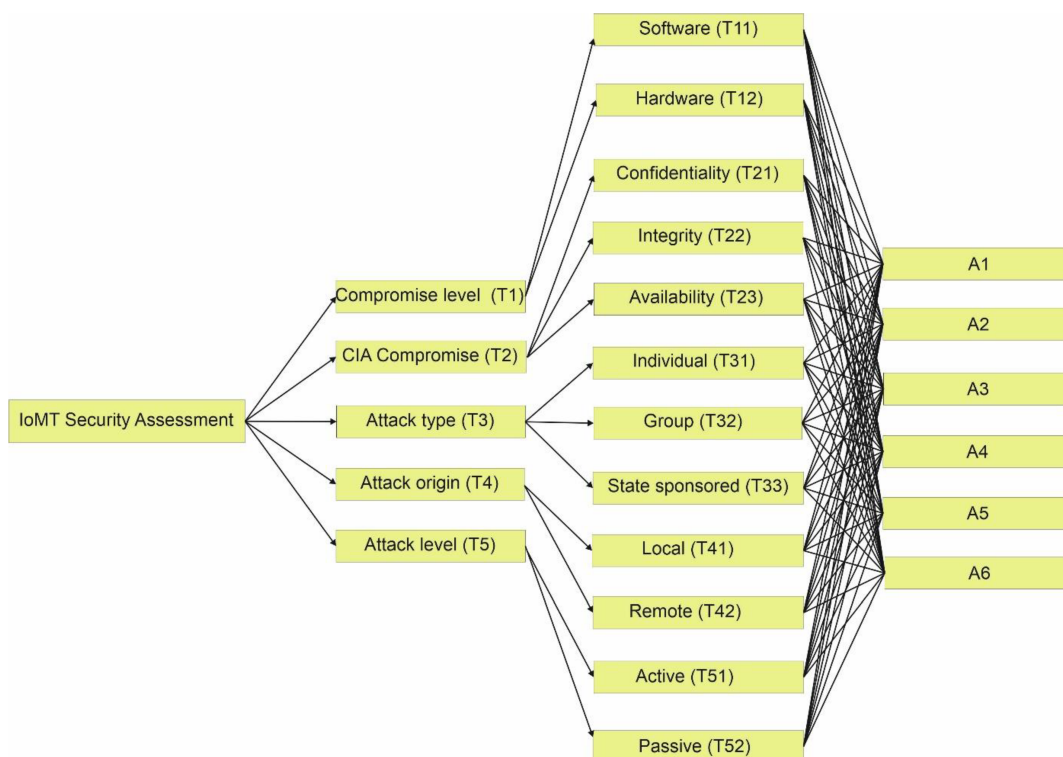 IoMT Security Assessment
Compromise level (T1)
CIA Compromise (T2)
Attack type (T3)
Attack origin (T4)
Attack level (T5)
Software (T11)
Hardware (T12)
Confidentiality (T21)
Integrity (T22)
Availability (T23)
Individual (T31)
Group (T32)
State sponsored (T33)
Local (T41)
Remote (T42)
Active (T51)
Passive (T52)
A1
A2
A3
A4
A5
A6